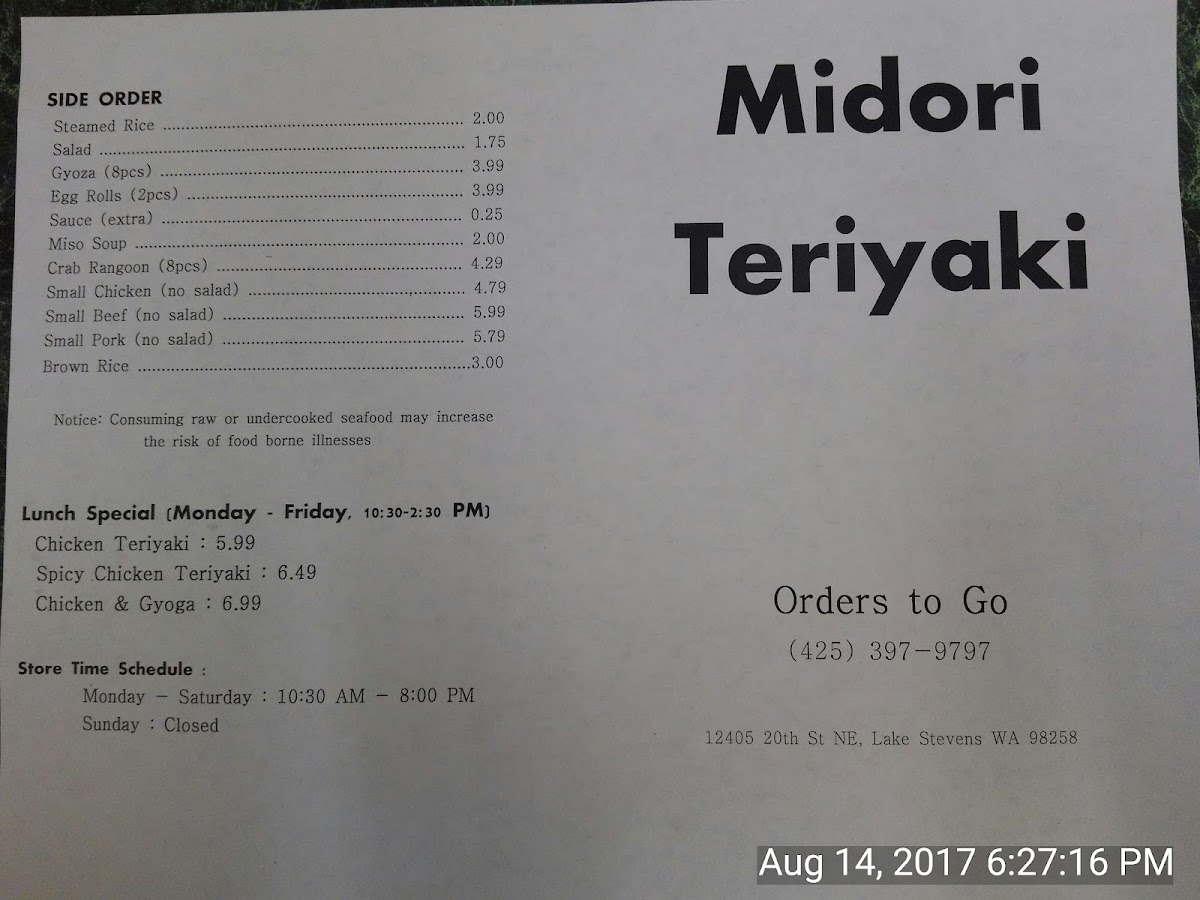 SIDE ORDER
Steamed Rice ........ 2.00
Salad ........ 1.75
Gyoza (8pcs) ........ 3.99
Egg Rolls (2pcs) ........ 3.99
Sauce (extra) ........ 0.25
Miso Soup ........ 2.00
Crab Rangoon (8pcs) ........ 4.29
Small Chicken (no salad) ........ 4.79
Small Beef (no salad) ........ 5.99
Small Pork (no salad) ........ 5.79
Brown Rice ........3.00
Notice: Consuming raw or undercooked seafood may increase
the risk of food borne illnesses
Lunch Special (Monday - Friday, 10:30-2:30 PM)
Chicken Teriyaki : 5.99
Spicy Chicken Teriyaki : 6.49
Chicken & Gyoga : 6.99
Store Time Schedule :
Monday - Saturday : 10:30 AM - 8:00 PM
Sunday : Closed
Midori
Teriyaki
Orders to Go
(425) 397-9797
12405 20th St NE, Lake Stevens WA 98258
Aug 14, 2017 6:27:16 PM